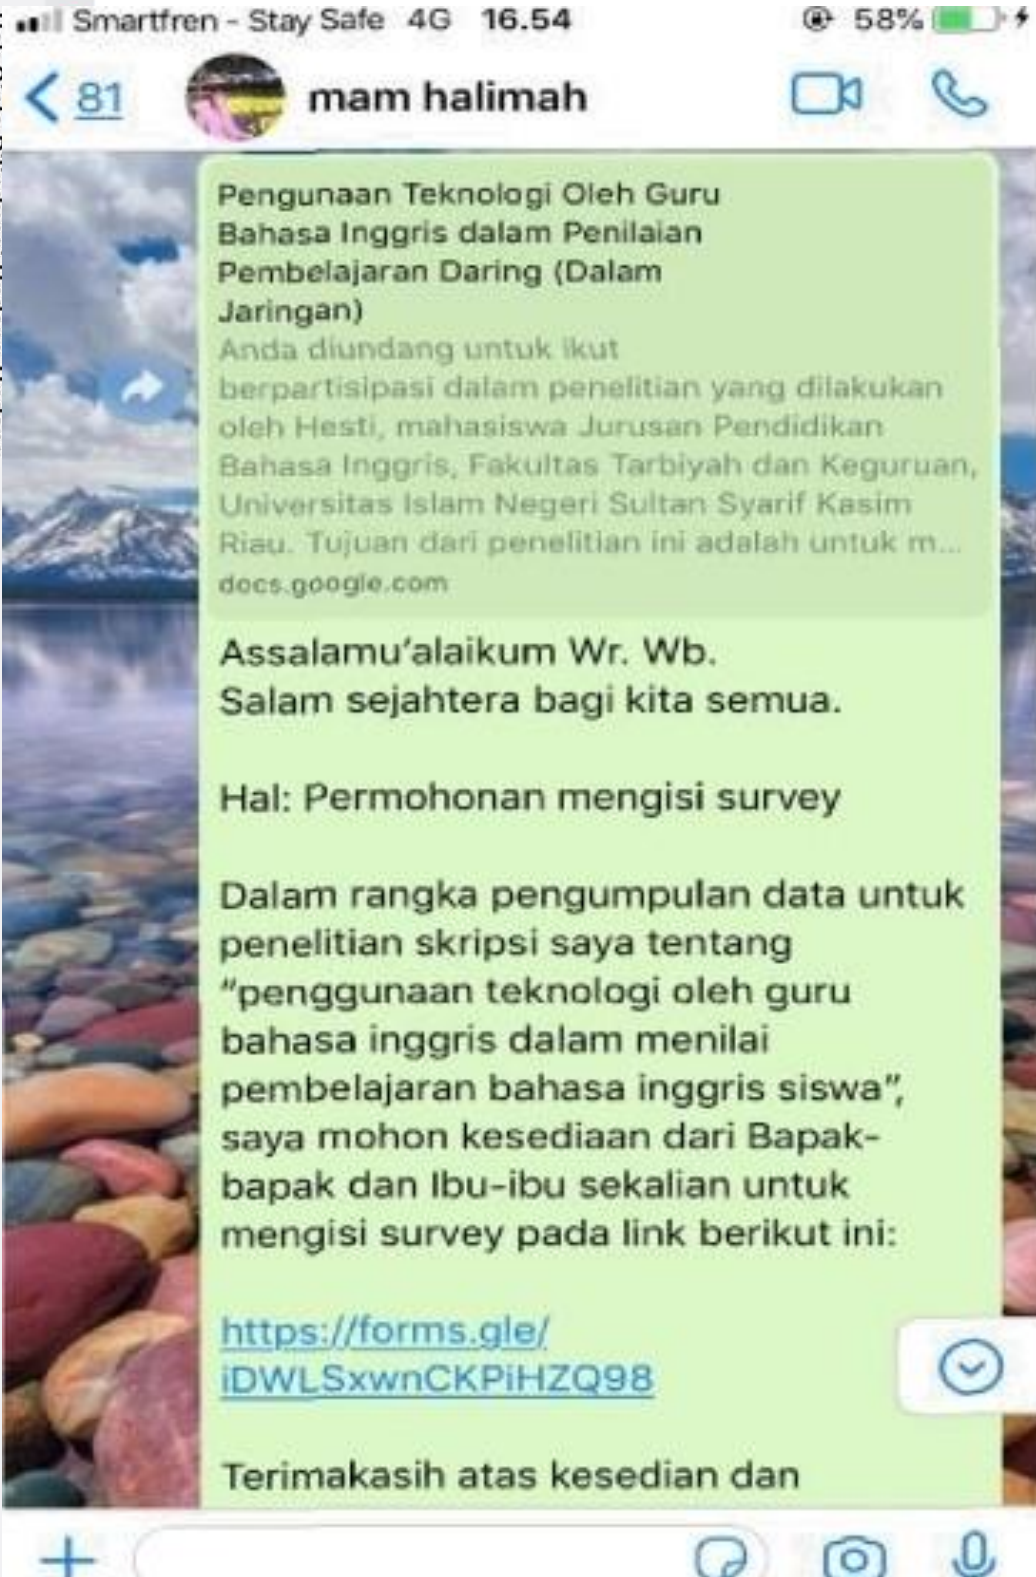 Smartfren - Stay Safe 4G 16.54 58%
81 mam halimah
Pengunaan Teknologi Oleh Guru
Bahasa Inggris dalam Penilaian
Pembelajaran Daring (Dalam
Jaringan)
Anda diundang untuk ikut
berpartisipasi dalam penelitian yang dilakukan
oleh Hesti, mahasiswa Jurusan Pendidikan
Bahasa Inggris, Fakultas Tarbiyah dan Keguruan,
Universitas Islam Negeri Sultan Syarif Kasim
Riau. Tujuan dari penelitian ini adalah untuk m...
docs.google.com
Assalamu'alaikum Wr. Wb.
Salam sejahtera bagi kita semua.
Hal: Permohonan mengisi survey
Dalam rangka pengumpulan data untuk
penelitian skripsi saya tentang
"penggunaan teknologi oleh guru
bahasa inggris dalam menilai
pembelajaran bahasa inggris siswa",
saya mohon kesediaan dari Bapak-
bapak dan Ibu-ibu sekalian untuk
mengisi survey pada link berikut ini:
https://forms.gle/
iDWLSxwnCKPiHZQ98
Terimakasih atas kesedian dan